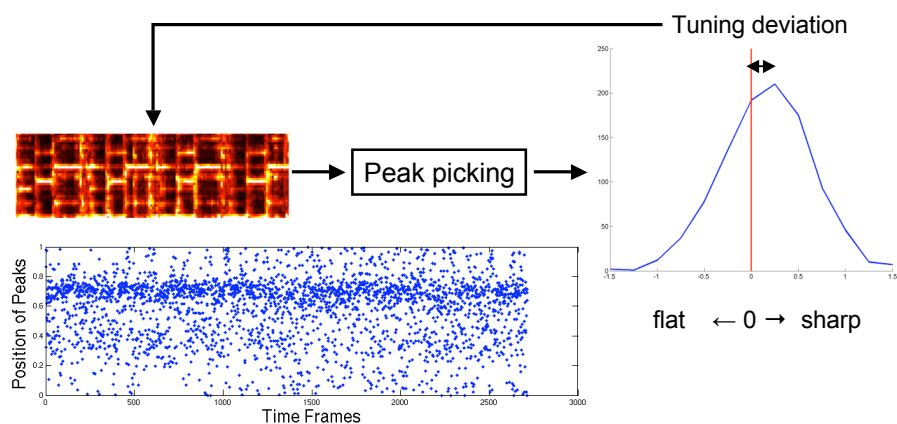 Tuning deviation
250
200
150
100
50
0
-1.5 -1 -0.5 0 0.5 1 1.5
Peak picking
flat ← 0 → sharp
Position of Peaks
1
0.8
0.6
0.4
0.2
0
0 500 1000 1500 2000 2500 3000
Time Frames